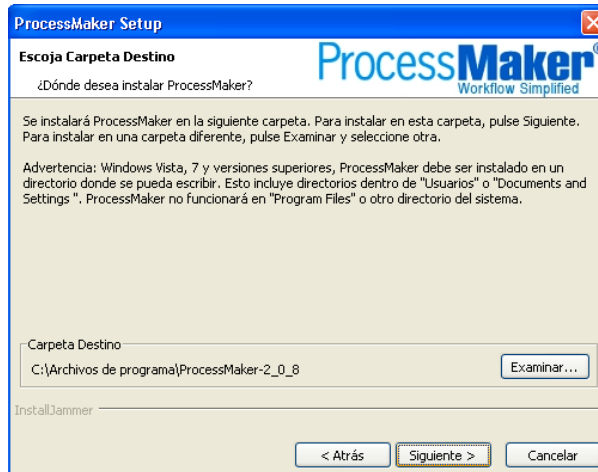 ProcessMaker Setup
Escoja Carpeta Destino
¿Dónde desea instalar ProcessMaker?
ProcessMaker®
Workflow Simplified
Se instalará ProcessMaker en la siguiente carpeta. Para instalar en esta carpeta, pulse Siguiente.
Para instalar en una carpeta diferente, pulse Examinar y seleccione otra.
Advertencia: Windows Vista, 7 y versiones superiores, ProcessMaker debe ser instalado en un
directorio donde se pueda escribir. Esto incluye directorios dentro de "Usuarios" o "Documents and
Settings ". ProcessMaker no funcionará en "Program Files" o otro directorio del sistema.
Carpeta Destino
C:\Archivos de programa\ProcessMaker-2_0_8
Examinar...
InstallJammer
< Atrás
Siguiente >
Cancelar